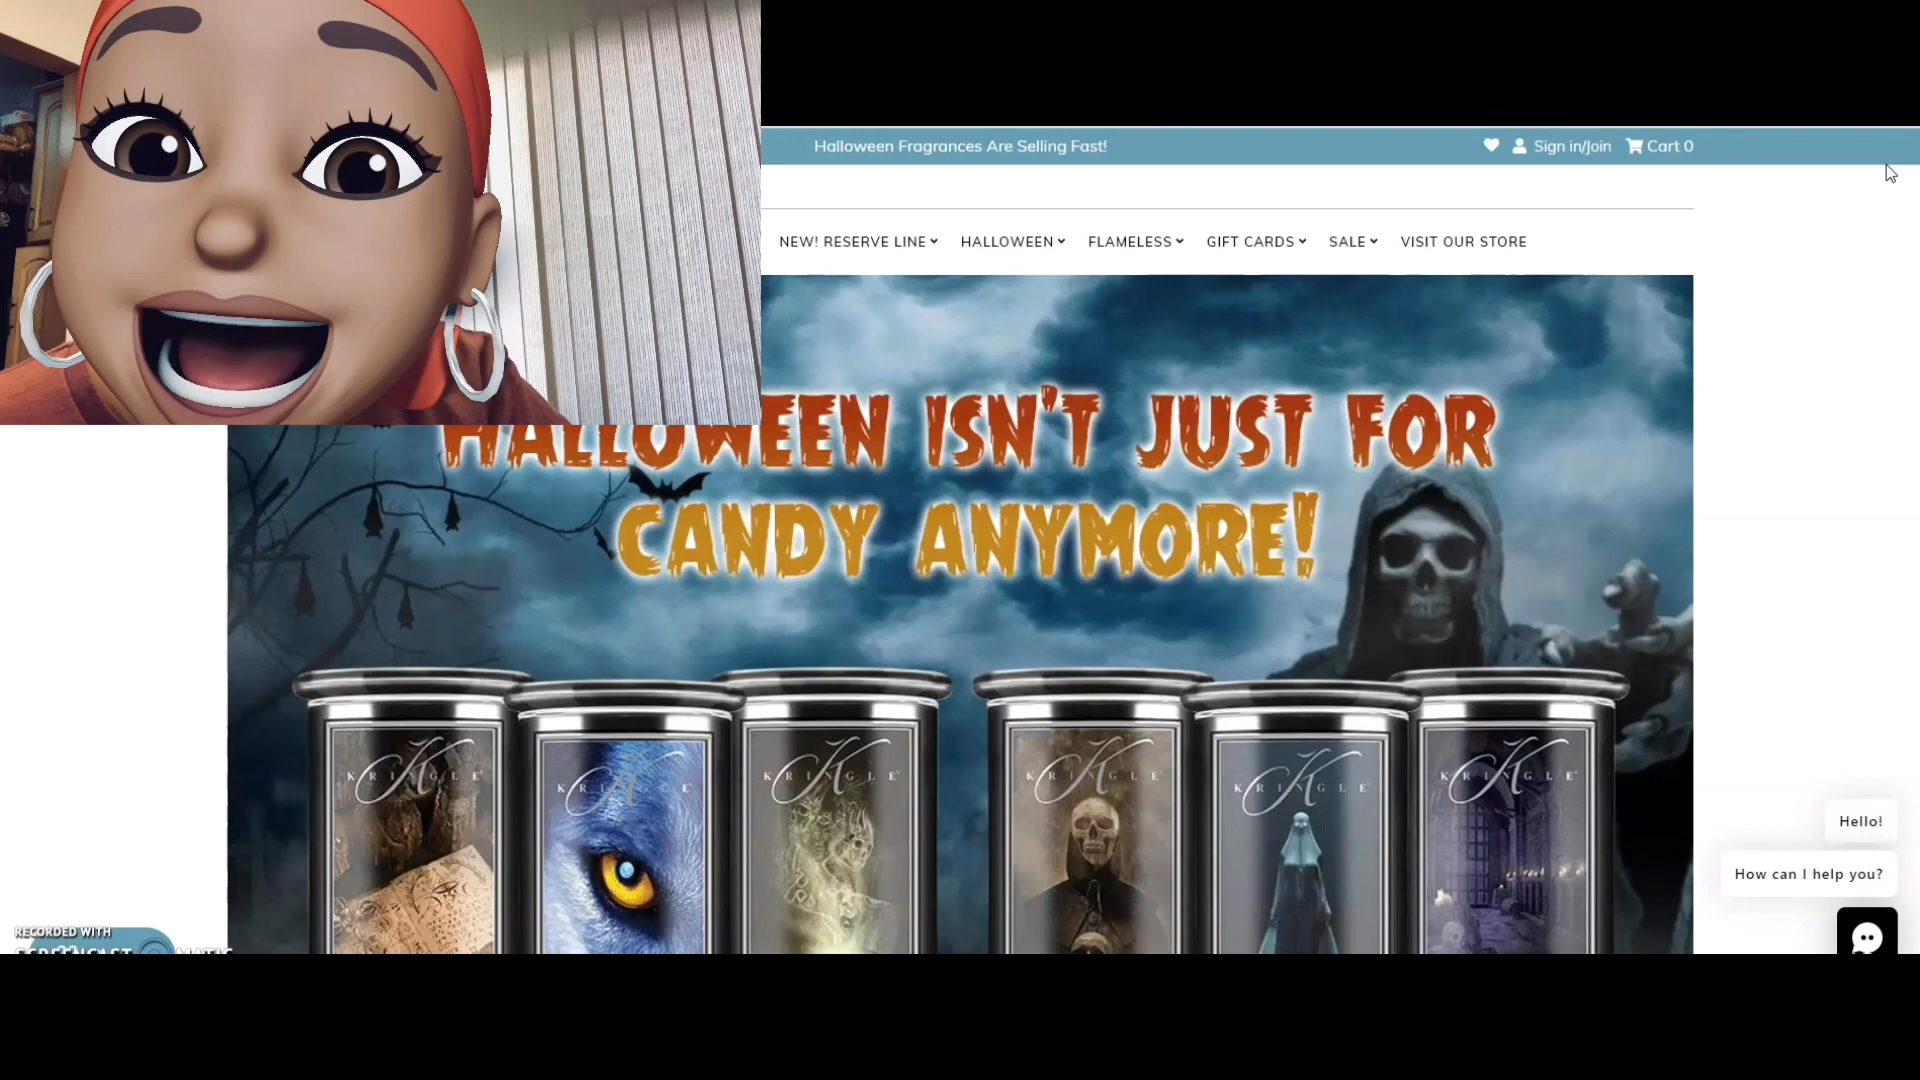 Halloween Fragrances Are Selling Fast!
Sign in/Join
Cart 0
NEW! RESERVE LINE
HALLOWEEN
FLAMELESS
GIFT CARDS
SALE
VISIT OUR STORE
HALLOWEEN ISN'T JUST FOR
CANDY ANYMORE!
KRINGLE
KRINGLE
KRINGLE
KRINGLE
KRINGLE
KRINGLE
Hello!
How can I help you?
RECORDED WITH
SCREENCAST MATIC